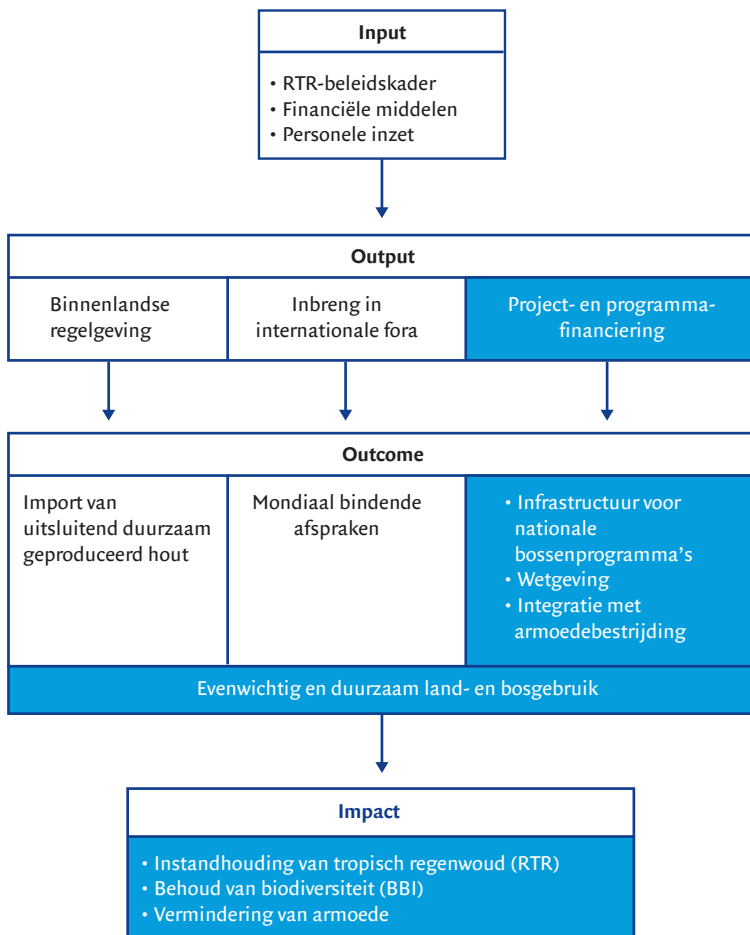 Input
• RTR-beleidskader
• Financiële middelen
• Personele inzet
Output
Binnenlandse
regelgeving
Inbreng in
internationale fora
Project- en programma-
financiering
Outcome
Import van
uitsluitend duurzaam
geproduceerd hout
Mondiaal bindende
afspraken
• Infrastructuur voor
nationale
bossenprogramma's
• Wetgeving
• Integratie met
armoedebestrijding
Evenwichtig en duurzaam land- en bosgebruik
Impact
• Instandhouding van tropisch regenwoud (RTR)
• Behoud van biodiversiteit (BBI)
• Vermindering van armoede